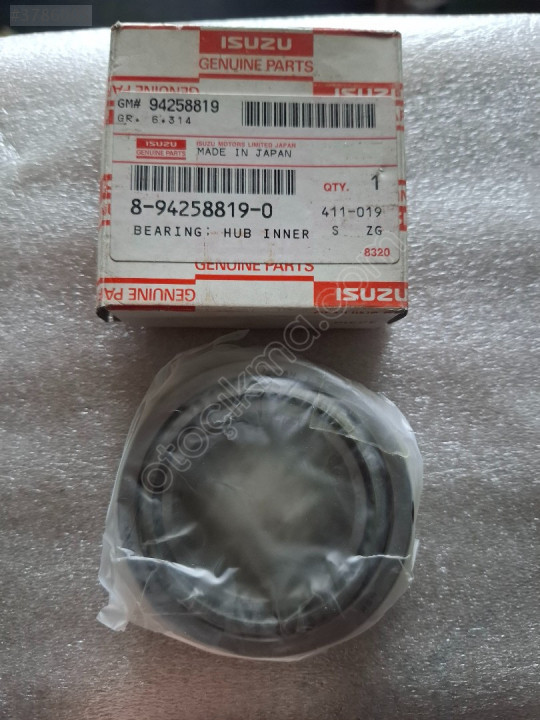 ISUZU
GENUINE PARTS
GM# 94258819
GR. 6.314
ISUZU
GENUINE PARTS
ISUZU MOTORS LIMITED JAPAN
MADE IN JAPAN
QTY. 1
8-94258819-0
411-019
BEARING: HUB INNER
S ZG
8320
GENUINE PARTS
GENUINE PAR
ISUZU
otoçıkma.com